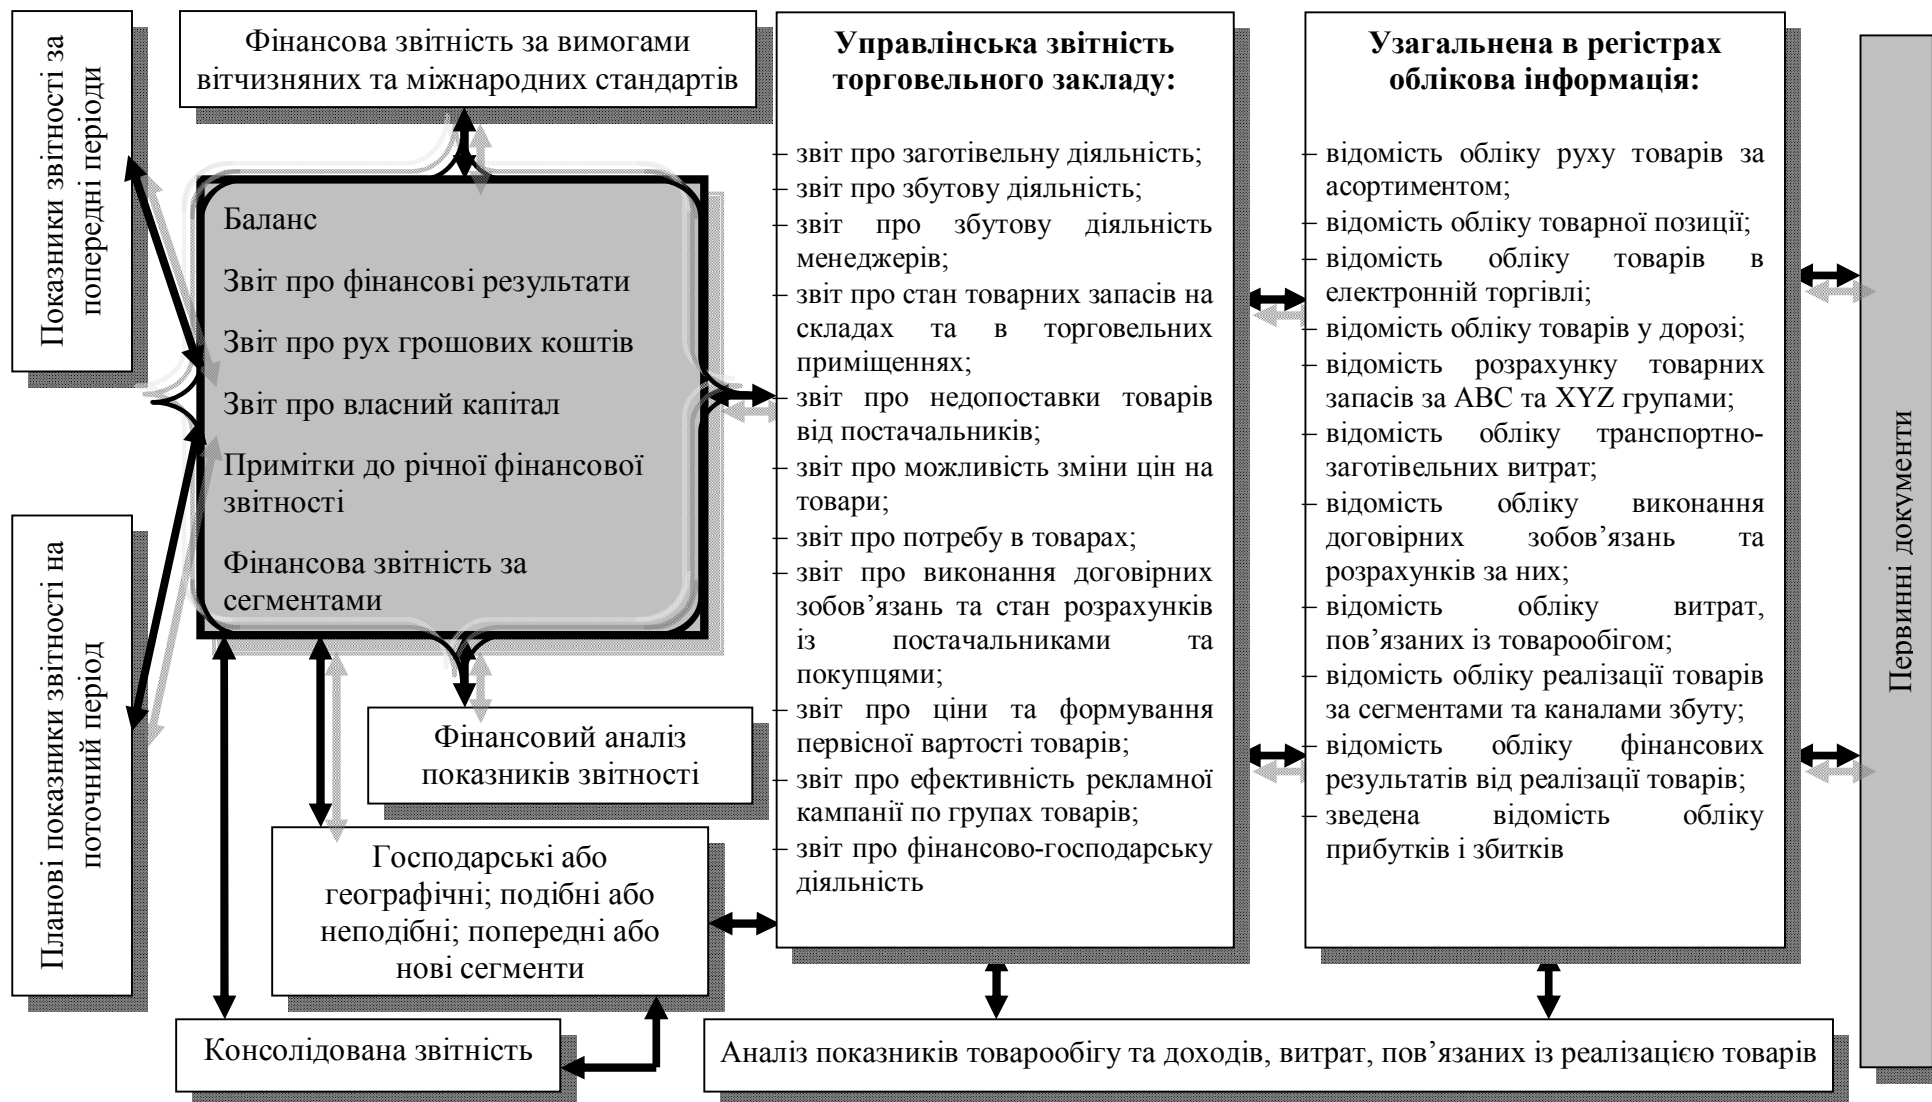 Показники звітності за
попередні періоди
Планові показники звітності на
поточний період
Фінансова звітність за вимогами
вітчизняних та міжнародних стандартів
Баланс
Звіт про фінансові результати
Звіт про рух грошових коштів
Звіт про власний капітал
Примітки до річної фінансової
звітності
Фінансова звітність за
сегментами
Фінансовий аналіз
показників звітності
Господарські або
географічні; подібні або
неподібні; попередні або
нові сегменти
Консолідована звітність
Управлінська звітність
торговельного закладу:
– звіт про заготівельну діяльність;
– звіт про збутову діяльність;
– звіт про збутову діяльність
менеджерів;
– звіт про стан товарних запасів на
складах та в торговельних
приміщеннях;
– звіт про недопоставки товарів
від постачальників;
– звіт про можливість зміни цін на
товари;
– звіт про потребу в товарах;
– звіт про виконання договірних
зобов’язань та стан розрахунків
із постачальниками та
покупцями;
– звіт про ціни та формування
первісної вартості товарів;
– звіт про ефективність рекламної
кампанії по групах товарів;
– звіт про фінансово-господарську
діяльність
Узагальнена в регістрах
облікова інформація:
– відомість обліку руху товарів за
асортиментом;
– відомість обліку товарної позиції;
– відомість обліку товарів в
електронній торгівлі;
– відомість обліку товарів у дорозі;
– відомість розрахунку товарних
запасів за ABC та XYZ групами;
– відомість обліку транспортно-
заготівельних витрат;
– відомість обліку виконання
договірних зобов’язань та
розрахунків за них;
– відомість обліку витрат,
пов’язаних із товарообігом;
– відомість обліку реалізації товарів
за сегментами та каналами збуту;
– відомість обліку фінансових
результатів від реалізації товарів;
– зведена відомість обліку
прибутків і збитків
Аналіз показників товарообігу та доходів, витрат, пов’язаних із реалізацією товарів
Первинні документи